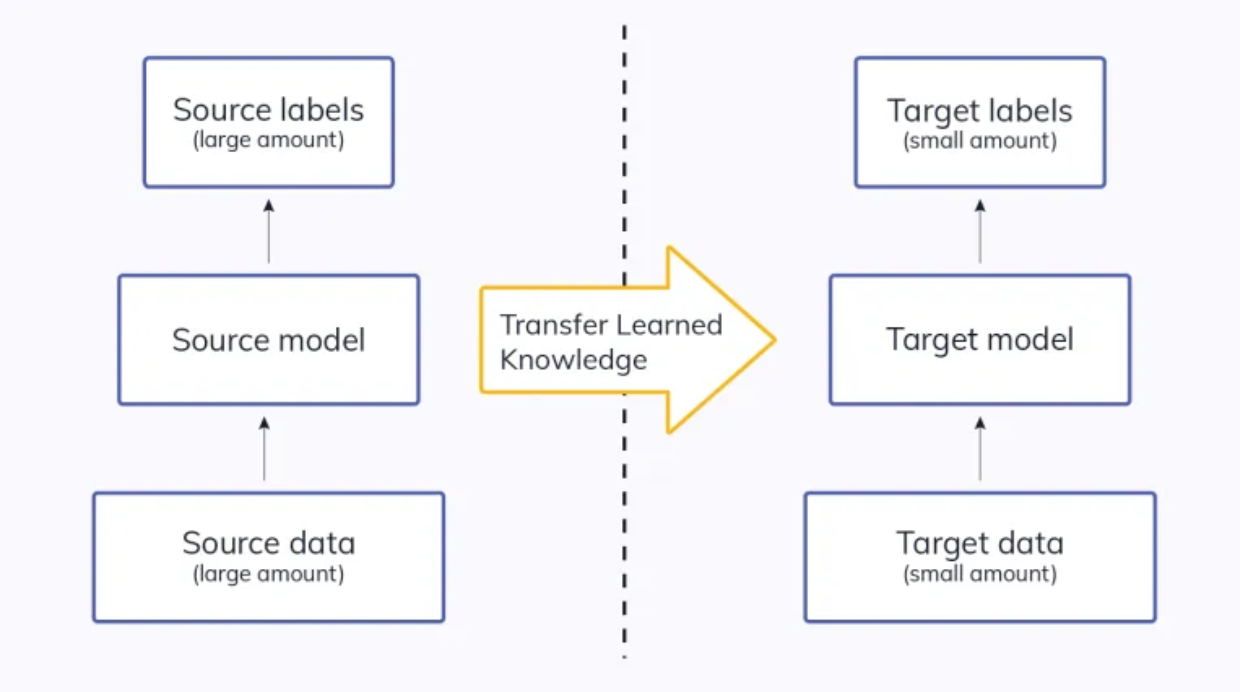 Source labels
(large amount)
Target labels
(small amount)
Source model
Transfer Learned
Knowledge
Target model
Source data
(large amount)
Target data
(small amount)